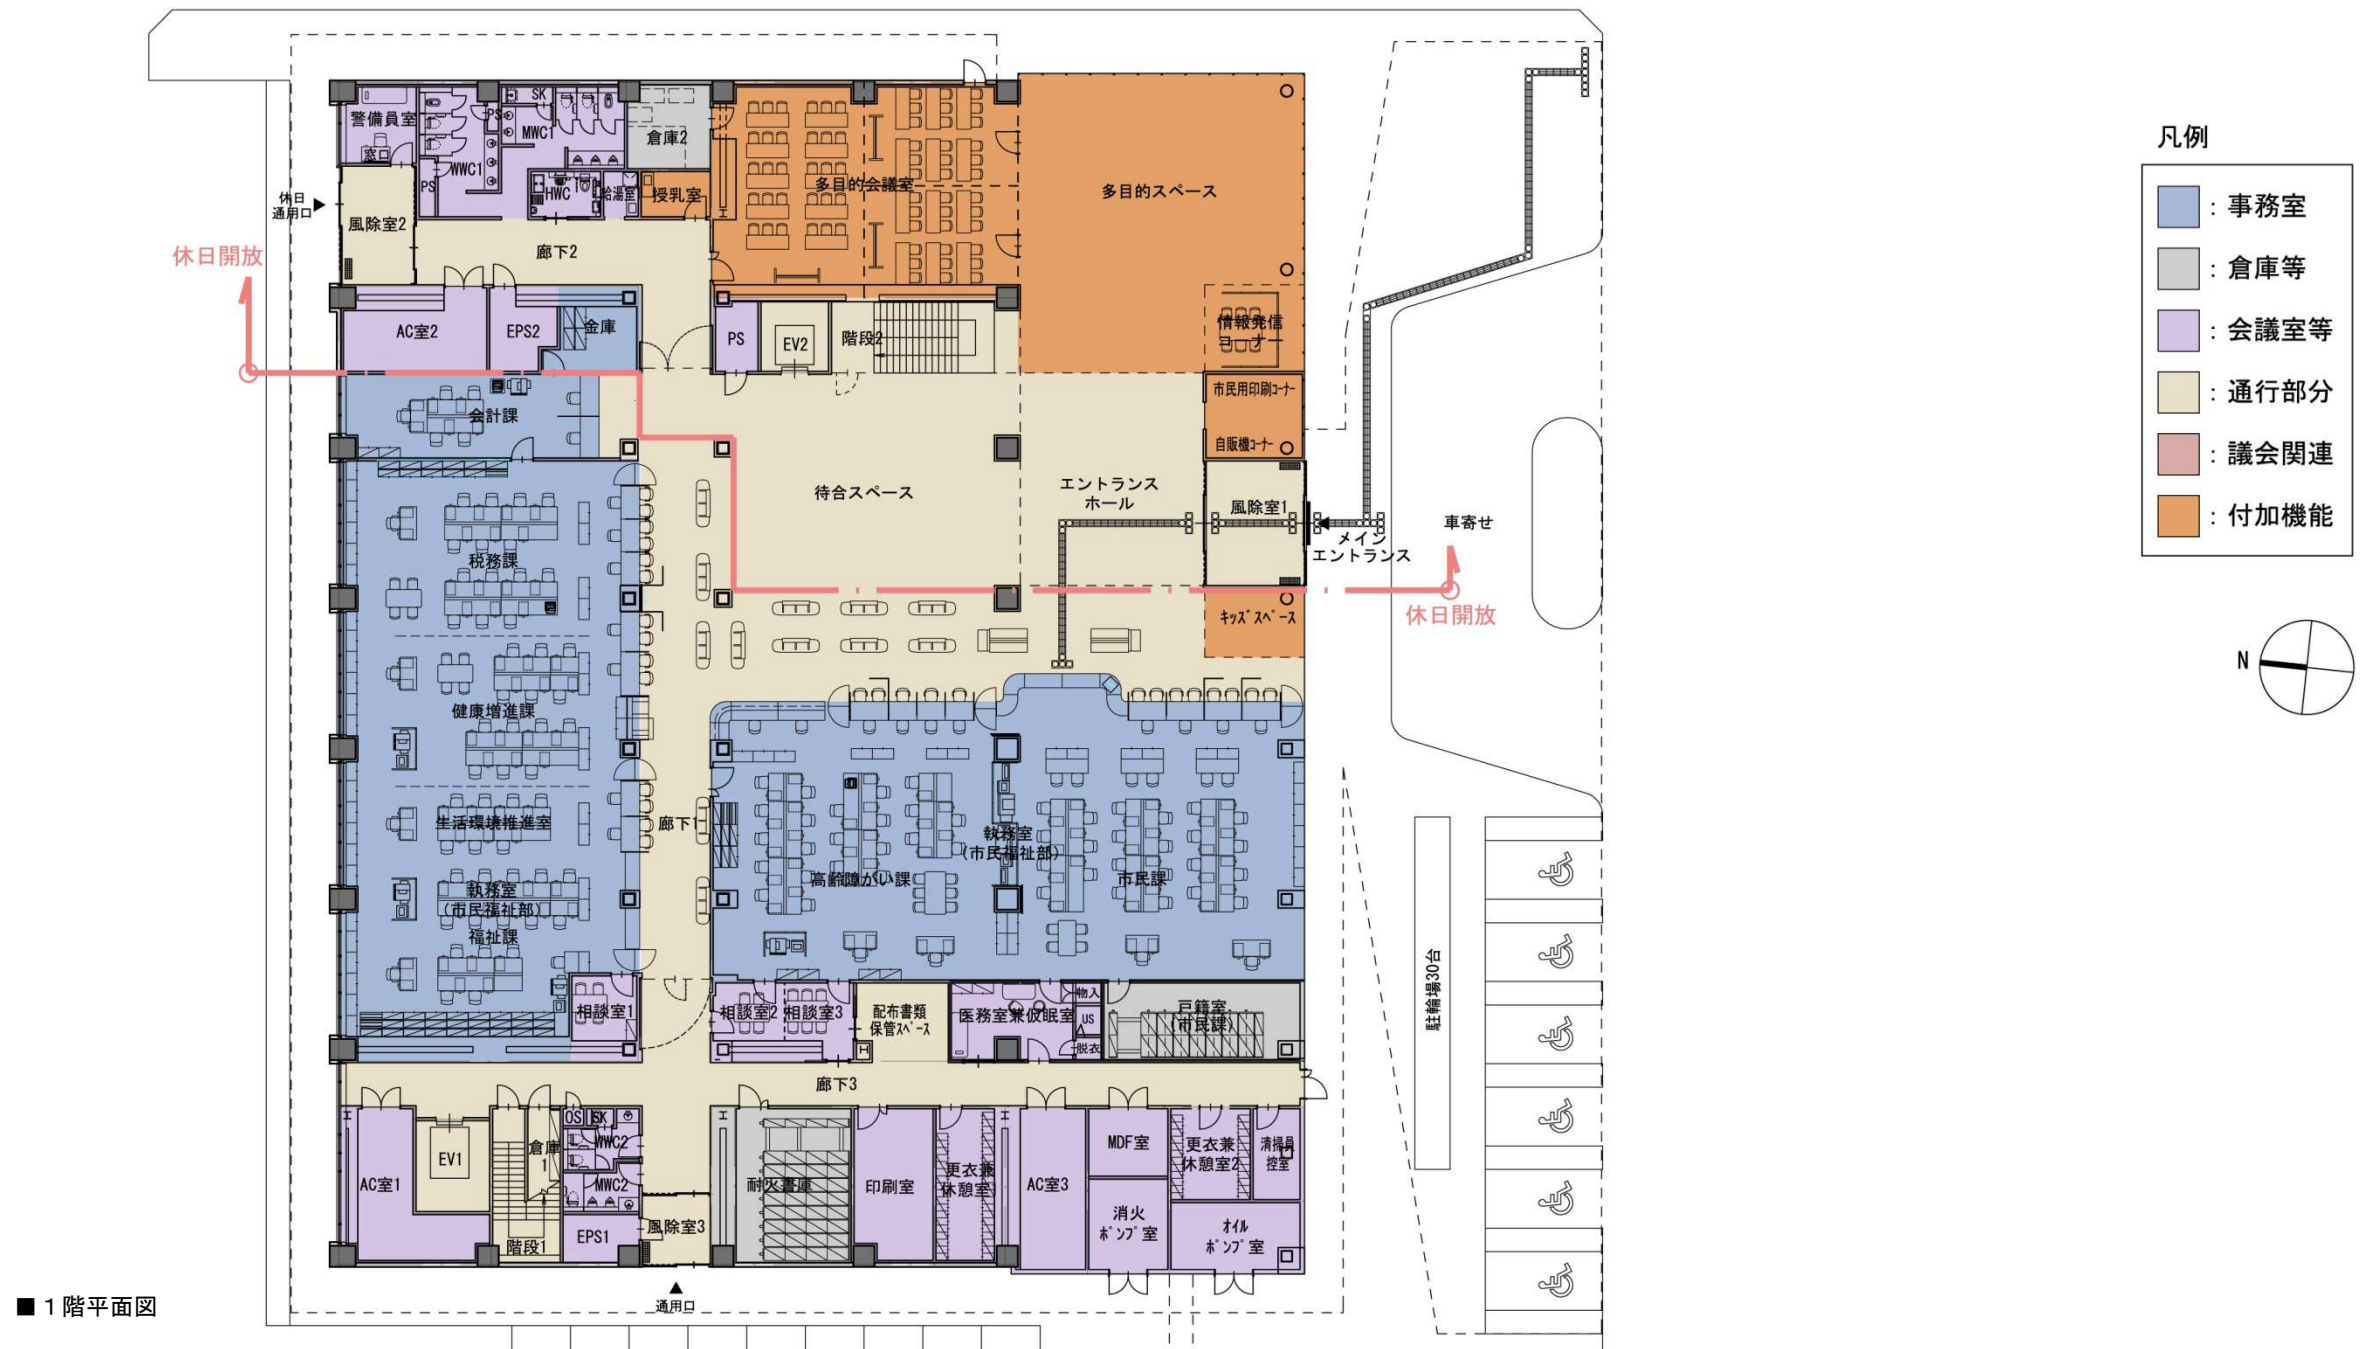 警備員室
窓口
PS
WWC1
PS
SK
MWC1
HWC
給湯室
倉庫2
授乳室
多目的会議室
多目的スペース
休日
通用口
風除室2
廊下2
休日開放
AC室2
EPS2
金庫
PS
EV2
階段2
情報発信
コーナー
市民用印刷コーナー
自販機コーナー
会計課
待合スペース
エントランス
ホール
風除室1
メイン
エントランス
車寄せ
休日開放
キッズスペース
税務課
健康増進課
生活環境推進室
執務室
(市民福祉部)
福祉課
廊下1
執務室
(市民福祉部)
高齢障がい課
市民課
相談室1
相談室2
相談室3
配布書類
保管スペース
医務室兼仮眠室
物入
US
脱衣
戸籍室
(市民課)
廊下3
AC室1
EV1
階段1
倉庫
1
OS
SK
WWC2
MWC2
EPS1
風除室3
通用口
耐火書庫
印刷室
更衣兼
休憩室1
AC室3
MDF室
消火
ポンプ室
更衣兼
休憩室2
清掃員
控室
オイル
ポンプ室
駐輪場30台
凡例
:事務室
:倉庫等
:会議室等
:通行部分
:議会関連
:付加機能
N
■1階平面図